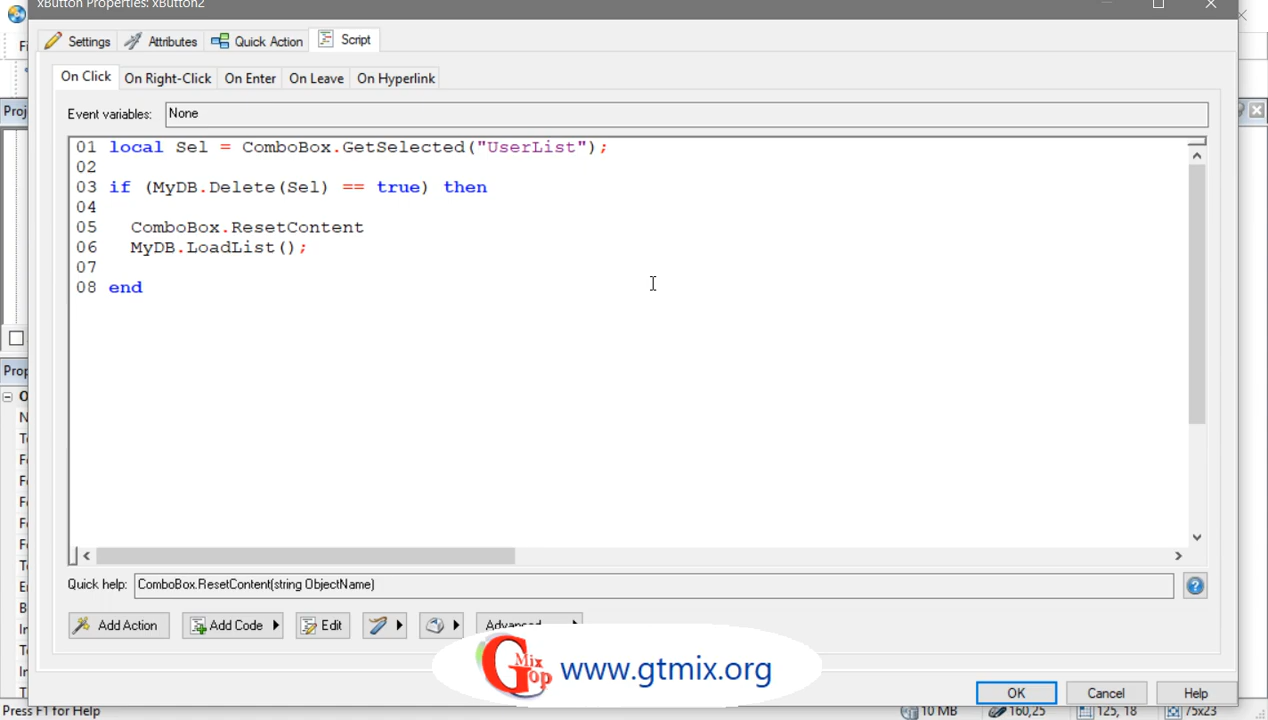 xButton Properties: xButton2
Settings Attributes Quick Action Script
On Click On Right-Click On Enter On Leave On Hyperlink
Event variables: None
01 local Sel = ComboBox.GetSelected("UserList");
02
03 if (MyDB.Delete(Sel) == true) then
04
05 ComboBox.ResetContent
06 MyDB.LoadList();
07
08 end
Quick help: ComboBox.ResetContent(string ObjectName)
Add Action Add Code Edit Advanced
G Mix Top www.gtmix.org
OK Cancel Help
Press F1 for Help 10 MB 160,25 125, 18 75x23